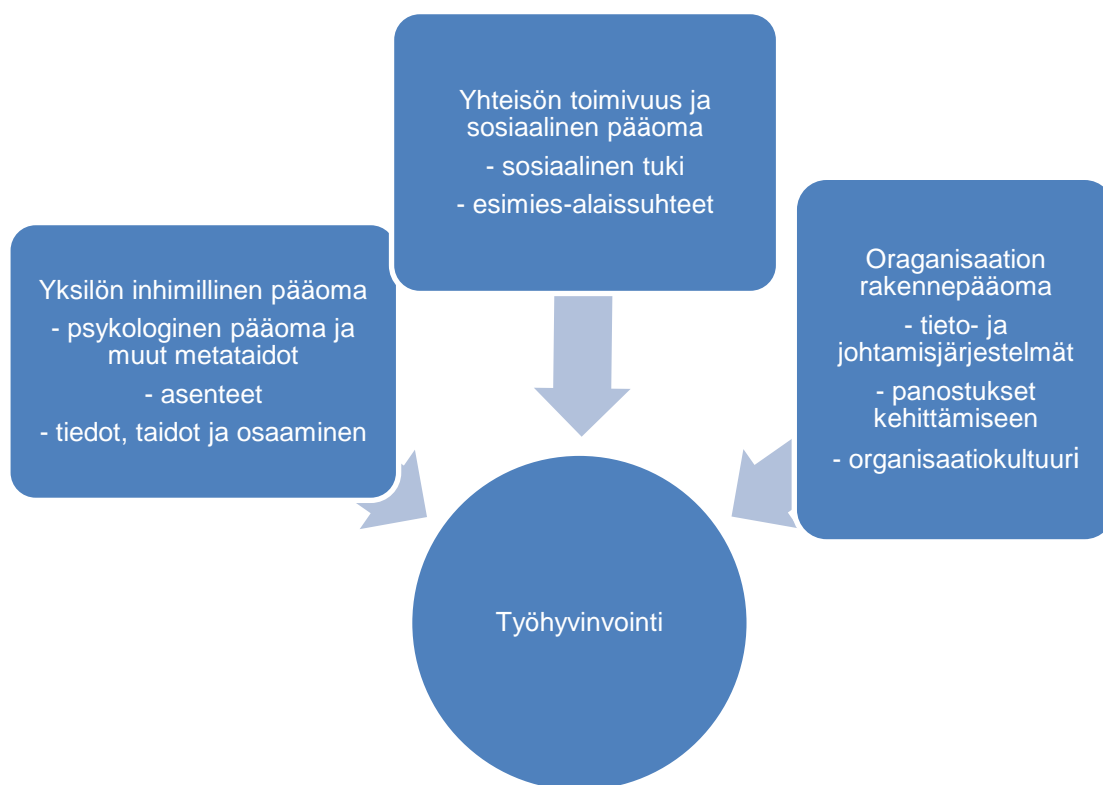 Yhteisön toimivuus ja
sosiaalinen pääoma
- sosiaalinen tuki
- esimies-alaissuhteet
Yksilön inhimillinen pääoma
- psykologinen pääoma ja
muut metataidot
- asenteet
- tiedot, taidot ja osaaminen
Oraganisaation
rakennepääoma
- tieto- ja
johtamisjärjestelmät
- panostukset
kehittämiseen
- organisaatiokultuuri
Työhyvinvointi